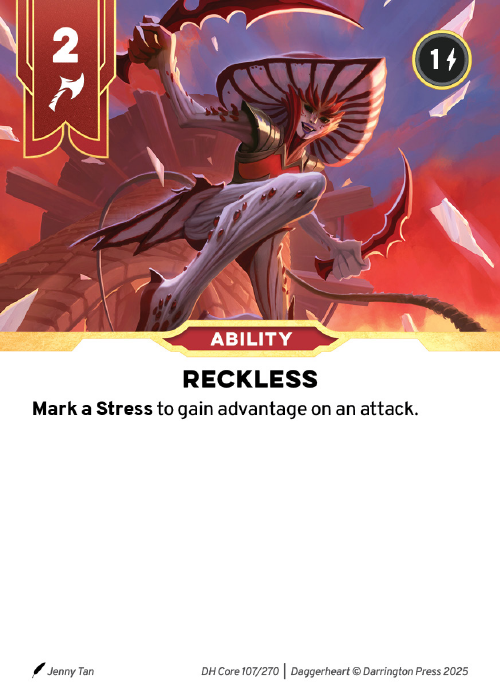 2
1
ABILITY
RECKLESS
Mark a Stress to gain advantage on an attack.
Jenny Tan
DH Core 107/270 | Daggerheart © Darrington Press 2025